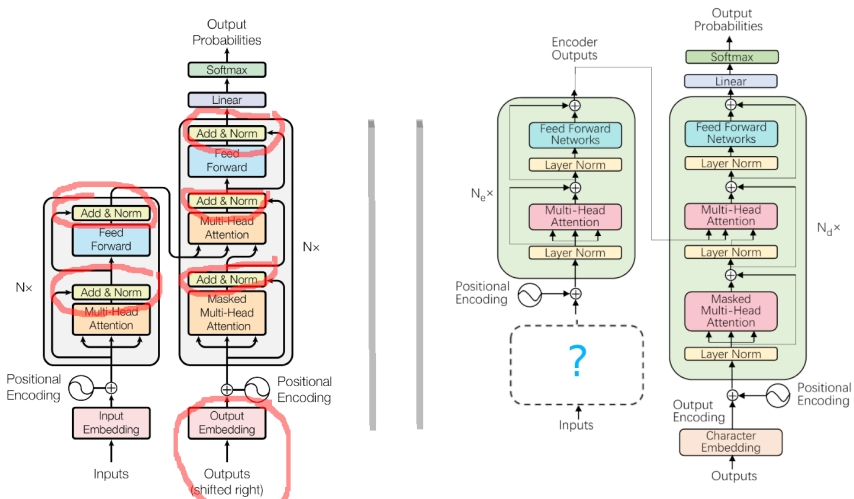 Output
Probabilities
Softmax
Linear
Add & Norm
Feed
Forward
Add & Norm
Multi-Head
Attention
Add & Norm
Masked
Multi-Head
Attention
N×
Add & Norm
Feed
Forward
N×
Add & Norm
Multi-Head
Attention
Positional
Encoding
Positional
Encoding
Input
Embedding
Output
Embedding
Inputs
Outputs
(shifted right)
Encoder
Outputs
Feed Forward
Networks
Layer Norm
Nₑ×
Multi-Head
Attention
Layer Norm
Positional
Encoding
?
Inputs
Output
Probabilities
Softmax
Linear
Feed Forward
Networks
Layer Norm
Multi-Head
Attention
N_d×
Layer Norm
Masked
Multi-Head
Attention
Layer Norm
Output
Encoding
Positional
Encoding
Character
Embedding
Outputs